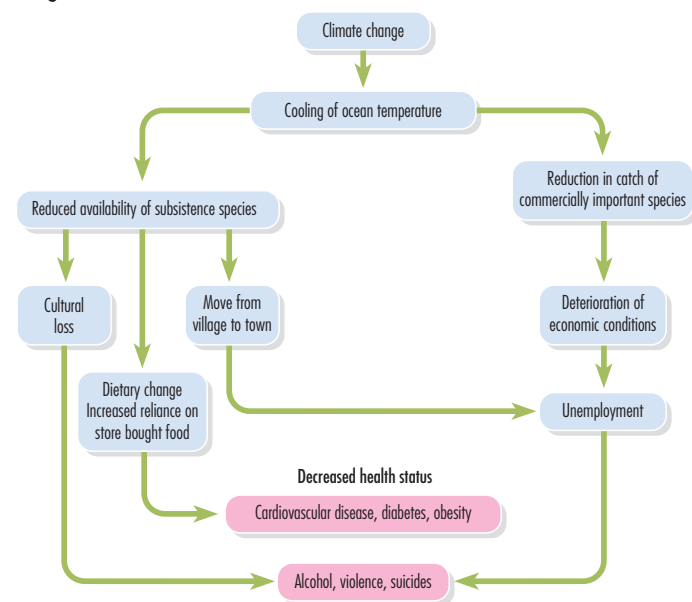 Climate change
Cooling of ocean temperature
Reduction in catch of
commercially important species
Reduced availability of subsistence species
Cultural
loss
Move from
village to town
Deterioration of
economic conditions
Dietary change
Increased reliance on
store bought food
Unemployment
Decreased health status
Cardiovascular disease, diabetes, obesity
Alcohol, violence, suicides